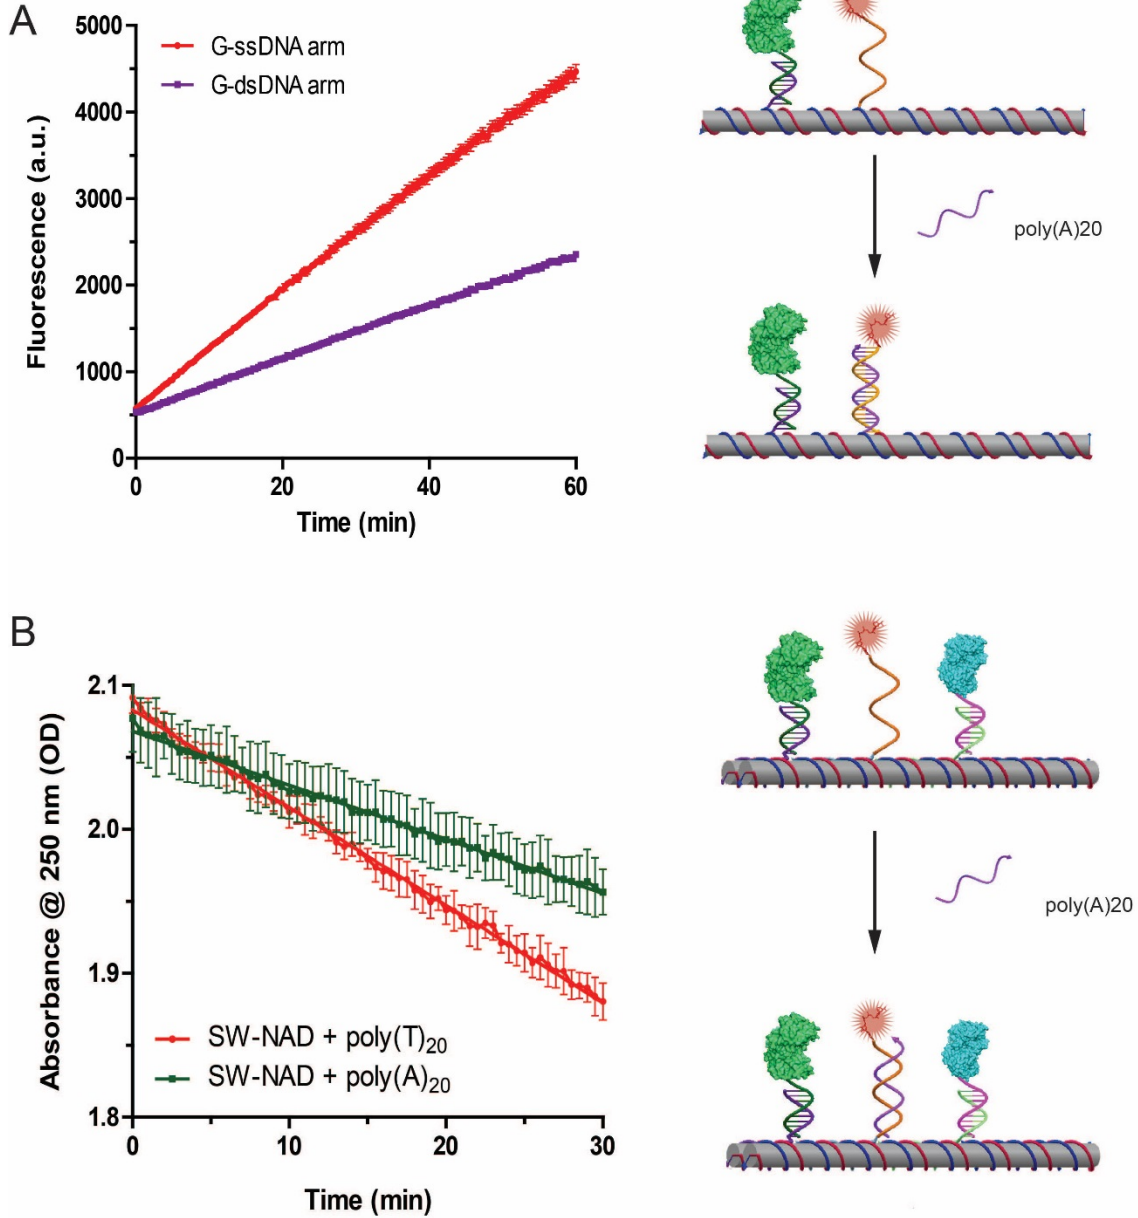 A
5000
4000
3000
2000
1000
0
Fluorescence (a.u.)
G-ssDNA arm
G-dsDNA arm
0 20 40 60
Time (min)
poly(A)20
B
2.1
2.0
1.9
1.8
Absorbance @ 250 nm (OD)
SW-NAD + poly(T)20
SW-NAD + poly(A)20
0 10 20 30
Time (min)
poly(A)20